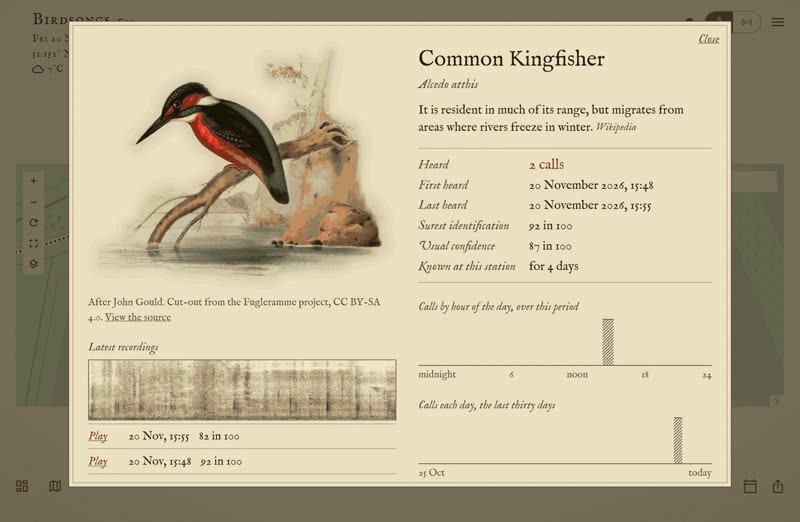 BIRDSONGS
FRI 20 N
51.151° N
7°C
Close
Common Kingfisher
Alcedo atthis
It is resident in much of its range, but migrates from
areas where rivers freeze in winter. Wikipedia
Heard 2 calls
First heard 20 November 2026, 15:48
Last heard 20 November 2026, 15:55
Surest identification 92 in 100
Usual confidence 87 in 100
Known at this station for 4 days
After John Gould. Cut-out from the Fugleramme project, CC BY-SA
4.0. View the source
Latest recordings
Play 20 Nov, 15:55 82 in 100
Play 20 Nov, 15:48 92 in 100
Calls by hour of the day, over this period
midnight 6 noon 18 24
Calls each day, the last thirty days
25 Oct today